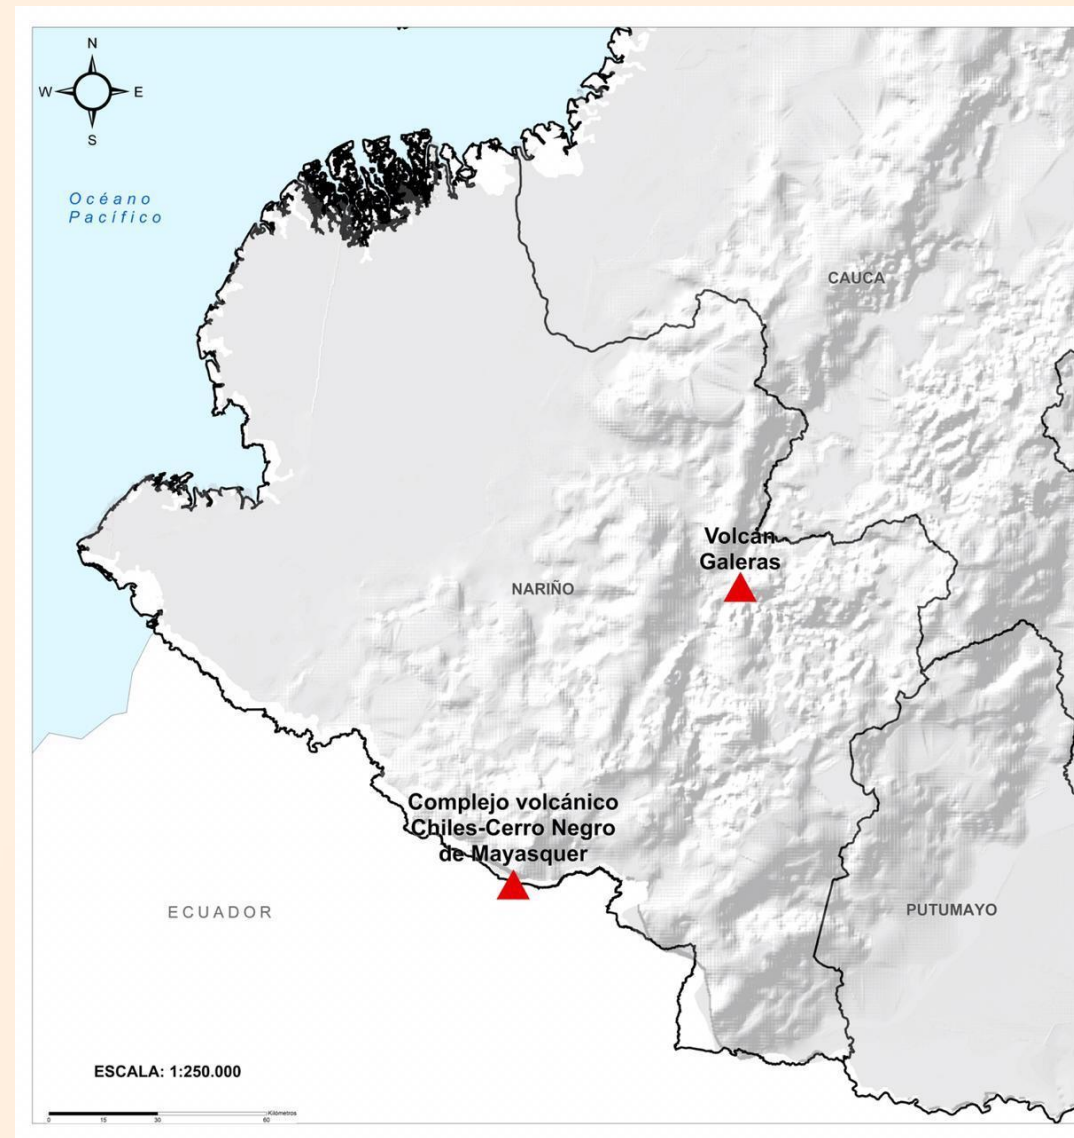 N
W E
S
Océano
Pacífico
CAUCA
Volcán
Galeras
NARIÑO
Complejo volcánico
Chiles-Cerro Negro
de Mayasquer
ECUADOR
PUTUMAYO
ESCALA: 1:250.000
Kilómetros
0 15 30 60